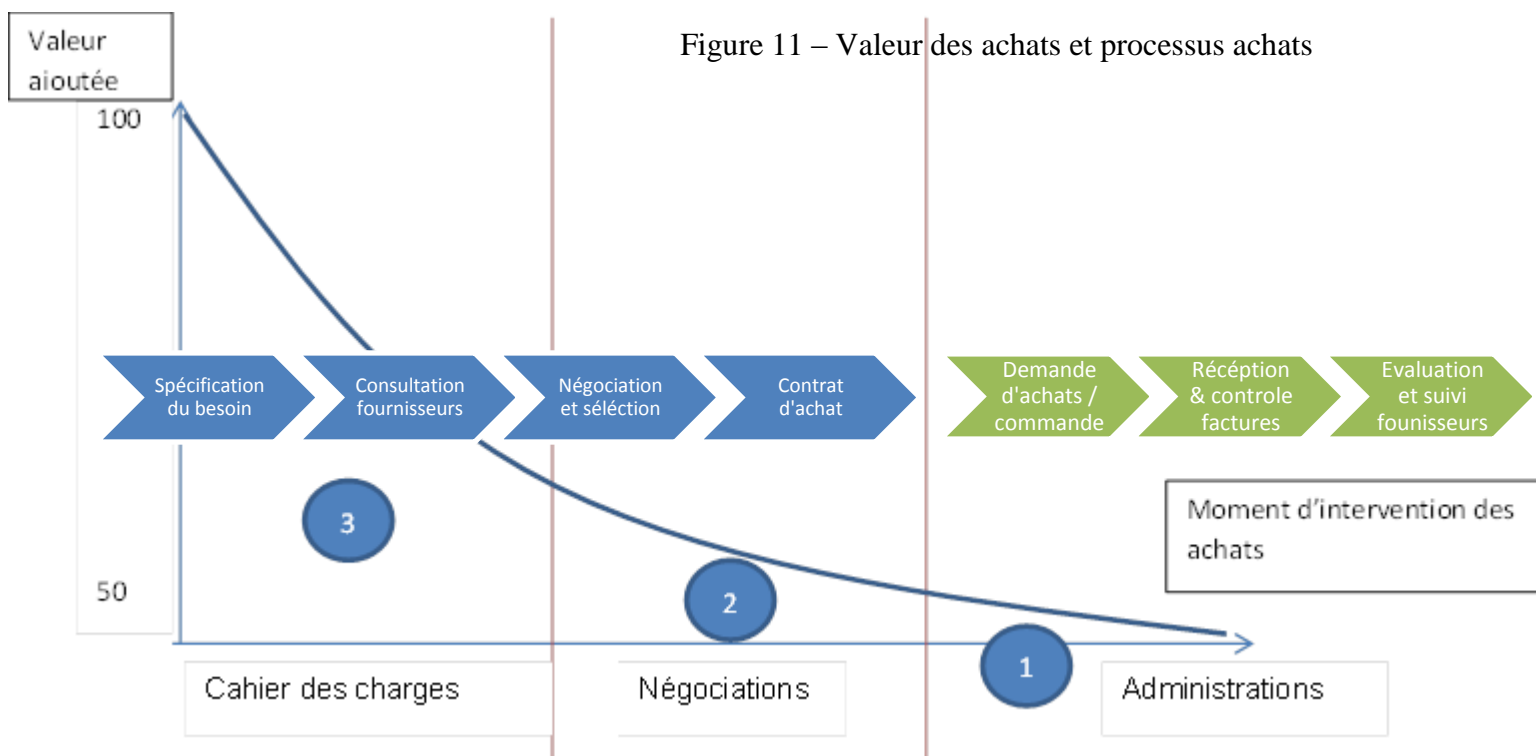 Figure 11 – Valeur des achats et processus achats
Valeur
aioutée
100
Spécification
du besoin
Consultation
fournisseurs
Négociation
et séléction
Contrat
d'achat
Demande
d'achats /
commande
Récéption
& controle
factures
Evaluation
et suivi
founisseurs
3
Moment d'intervention des
achats
50
2
1
Cahier des charges
Négociations
Administrations